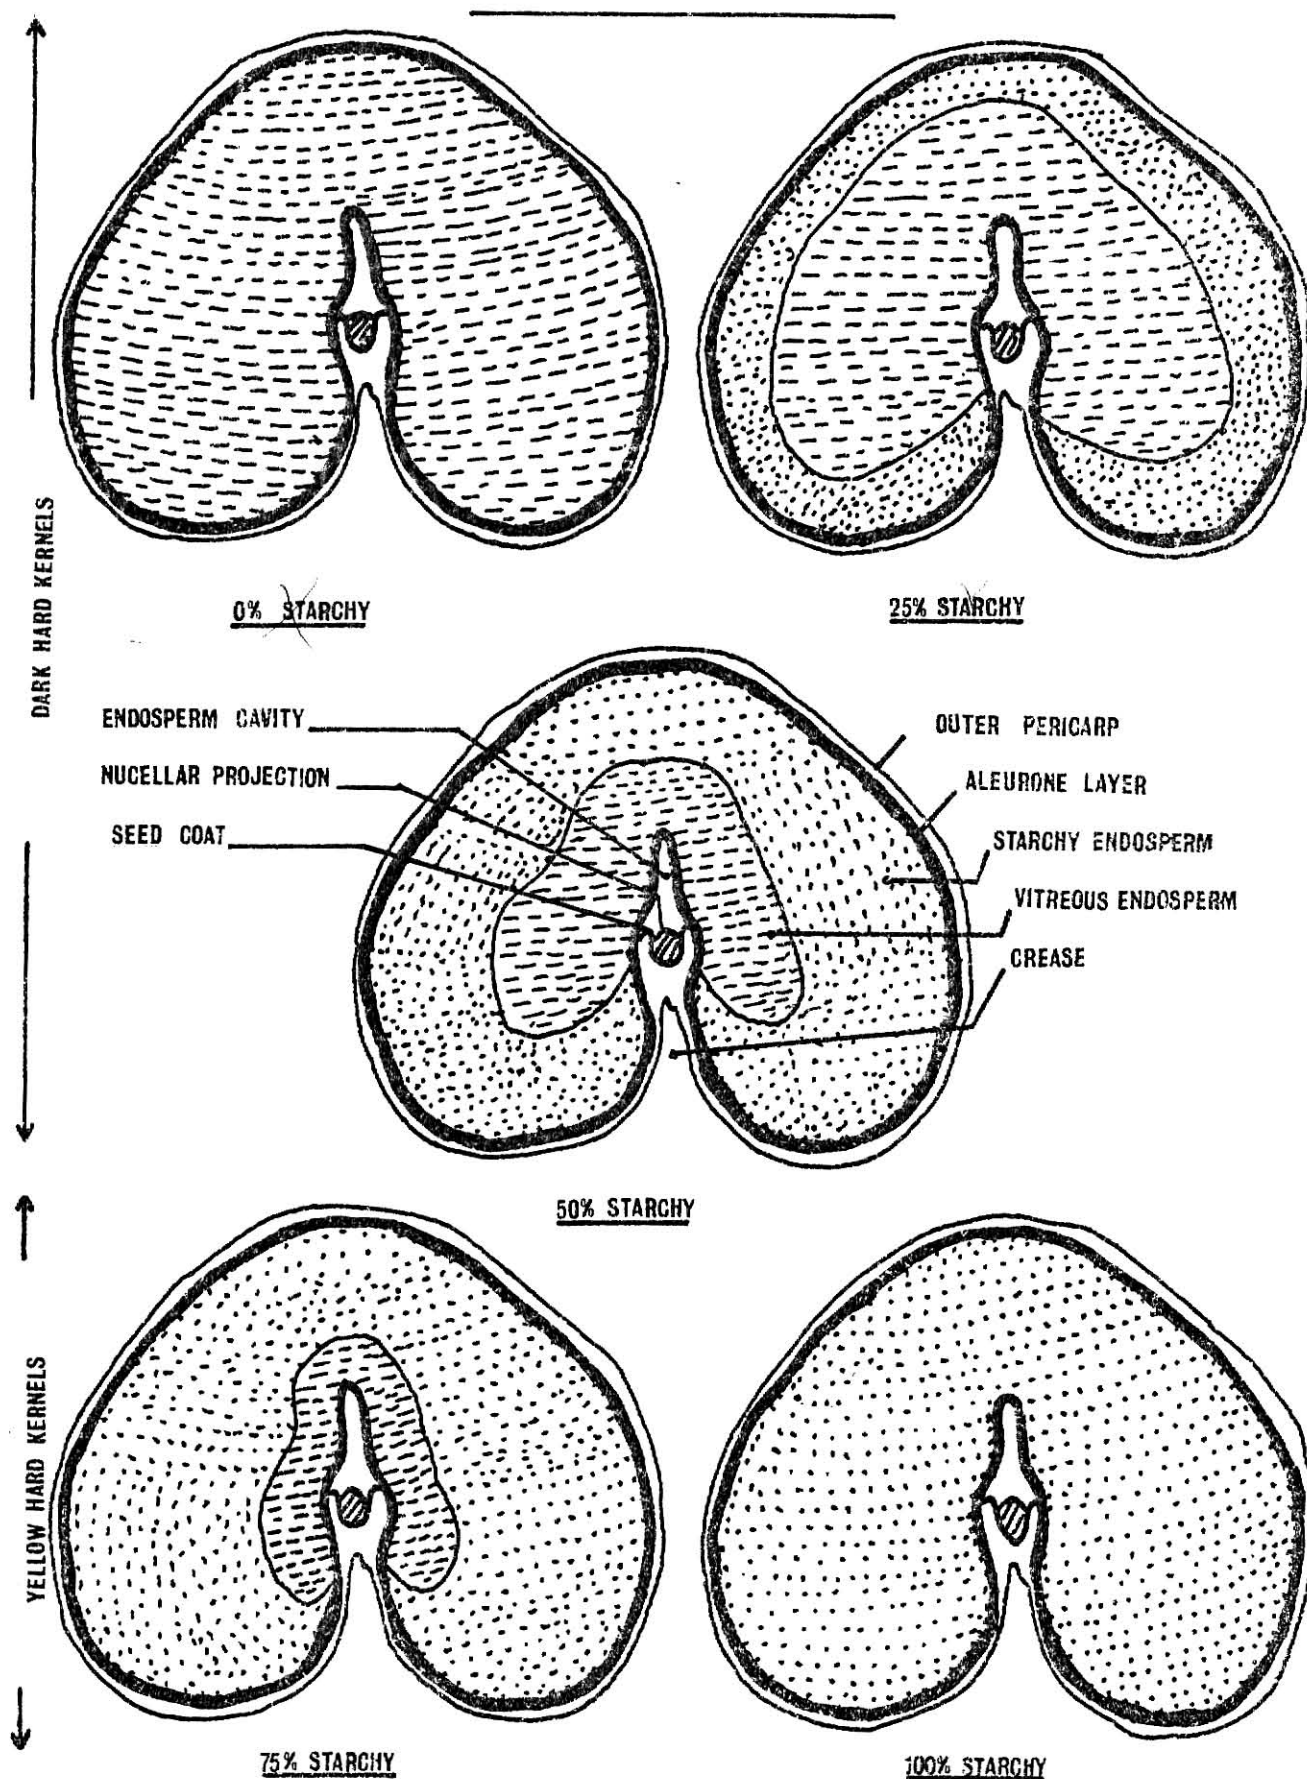 DARK HARD KERNELS
0% STARCHY
25% STARCHY
ENDOSPERM CAVITY
NUCELLAR PROJECTION
SEED COAT
OUTER PERICARP
ALEURONE LAYER
STARCHY ENDOSPERM
VITREOUS ENDOSPERM
CREASE
50% STARCHY
YELLOW HARD KERNELS
75% STARCHY
100% STARCHY